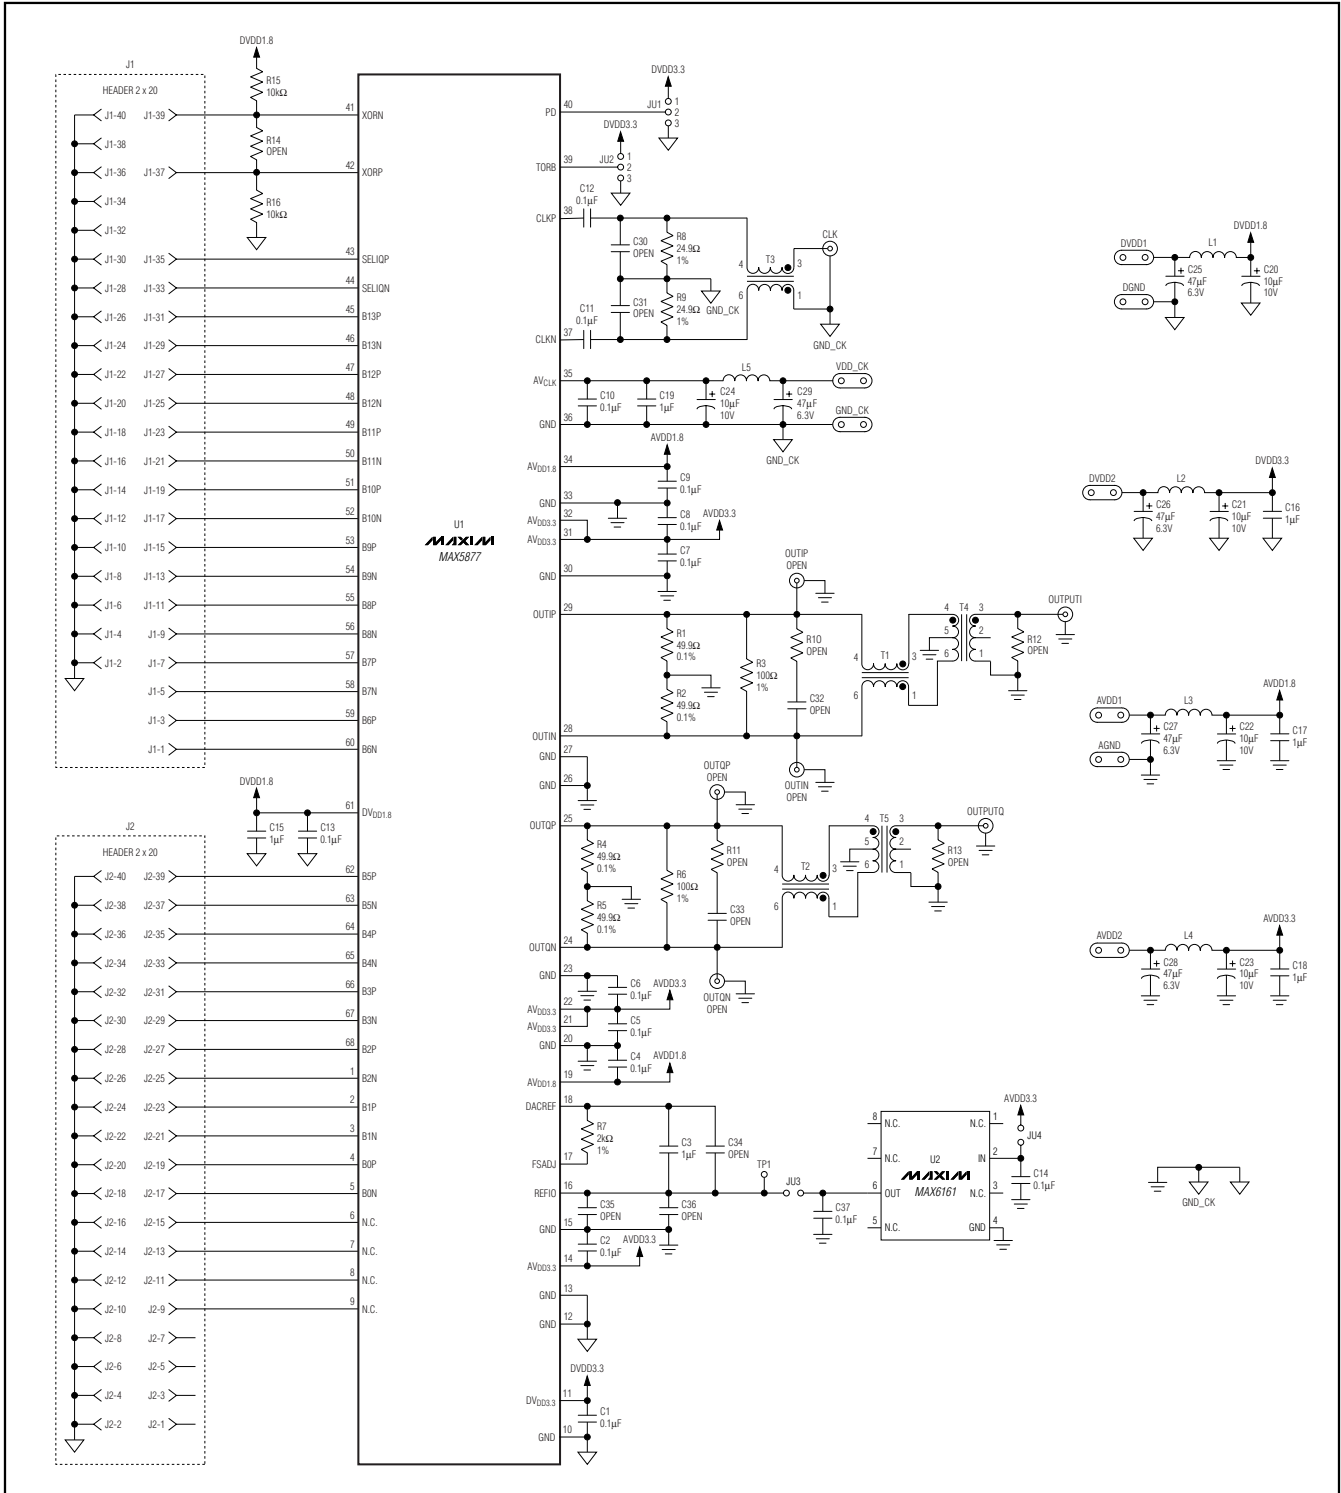 DVDD1.8
J1
HEADER 2 x 20
R15
10kΩ
R14
OPEN
R16
10kΩ
J1-40 J1-39 41 XORN
J1-38
J1-36 J1-37 42 XORP
J1-34
J1-32
J1-30 J1-35 43 SELIQP
J1-28 J1-33 44 SELIQN
J1-26 J1-31 45 B13P
J1-24 J1-29 46 B13N
J1-22 J1-27 47 B12P
J1-20 J1-25 48 B12N
J1-18 J1-23 49 B11P
J1-16 J1-21 50 B11N
J1-14 J1-19 51 B10P
J1-12 J1-17 52 B10N
J1-10 J1-15 53 B9P
J1-8 J1-13 54 B9N
J1-6 J1-11 55 B8P
J1-4 J1-9 56 B8N
J1-2 J1-7 57 B7P
J1-5 58 B7N
J1-3 59 B6P
J1-1 60 B6N
DVDD1.8
61 DVDD1.8
C15
1µF
C13
0.1µF
J2
HEADER 2 x 20
J2-40 J2-39 62 B5P
J2-38 J2-37 63 B5N
J2-36 J2-35 64 B4P
J2-34 J2-33 65 B4N
J2-32 J2-31 66 B3P
J2-30 J2-29 67 B3N
J2-28 J2-27 68 B2P
J2-26 J2-25 1 B2N
J2-24 J2-23 2 B1P
J2-22 J2-21 3 B1N
J2-20 J2-19 4 B0P
J2-18 J2-17 5 B0N
J2-16 J2-15 6 N.C.
J2-14 J2-13 7 N.C.
J2-12 J2-11 8 N.C.
J2-10 J2-9 9 N.C.
J2-8 J2-7
J2-6 J2-5
J2-4 J2-3
J2-2 J2-1
U1
MAXIM
MAX5877
PD 40
DVDD3.3
JU1 1 2 3
TORB 39
DVDD3.3
JU2 1 2 3
CLKP 38
C12
0.1µF
C30
OPEN
R8
24.9Ω
1%
C31
OPEN
R9
24.9Ω
1%
GND_CK
C11
0.1µF
CLKN 37
4 T3 3
6 1
CLK
GND_CK
AVCLK 35
C10
0.1µF
C19
1µF
C24
10µF
10V
L5
C29
47µF
6.3V
VDD_CK
GND_CK
GND 36
GND_CK
AVDD1.8
AVDD1.8 34
C9
0.1µF
GND 33
AVDD3.3 32
C8
0.1µF
AVDD3.3
AVDD3.3 31
C7
0.1µF
GND 30
OUTIP
OPEN
OUTIP 29
R1
49.9Ω
0.1%
R2
49.9Ω
0.1%
R3
100Ω
1%
R10
OPEN
C32
OPEN
4 T1 3
6 1
4 T4 3
5 2
6 1
R12
OPEN
OUTPUTI
OUTIN 28
OUTIN
OPEN
GND 27
GND 26
OUTQP
OPEN
OUTQP 25
R4
49.9Ω
0.1%
R5
49.9Ω
0.1%
R6
100Ω
1%
R11
OPEN
C33
OPEN
4 T2 3
6 1
4 T5 3
5 2
6 1
R13
OPEN
OUTPUTQ
OUTQN 24
OUTQN
OPEN
GND 23
C6
0.1µF
AVDD3.3
AVDD3.3 22
AVDD3.3 21
C5
0.1µF
GND 20
C4
0.1µF
AVDD1.8
AVDD1.8 19
DACREF 18
R7
2kΩ
1%
C3
1µF
C34
OPEN
FSADJ 17
REFIO 16
TP1
JU3
C35
OPEN
C36
OPEN
C37
0.1µF
GND 15
C2
0.1µF
AVDD3.3
AVDD3.3 14
GND 13
GND 12
DVDD3.3
DVDD3.3 11
C1
0.1µF
GND 10
8 N.C. N.C. 1
7 N.C. IN 2
6 OUT N.C. 3
5 N.C. GND 4
U2
MAXIM
MAX6161
AVDD3.3
JU4
C14
0.1µF
DVDD1
L1
DVDD1.8
C25
47µF
6.3V
C20
10µF
10V
DGND
DVDD2
L2
DVDD3.3
C26
47µF
6.3V
C21
10µF
10V
C16
1µF
AVDD1
L3
AVDD1.8
C27
47µF
6.3V
C22
10µF
10V
C17
1µF
AGND
AVDD2
L4
AVDD3.3
C28
47µF
6.3V
C23
10µF
10V
C18
1µF
GND_CK